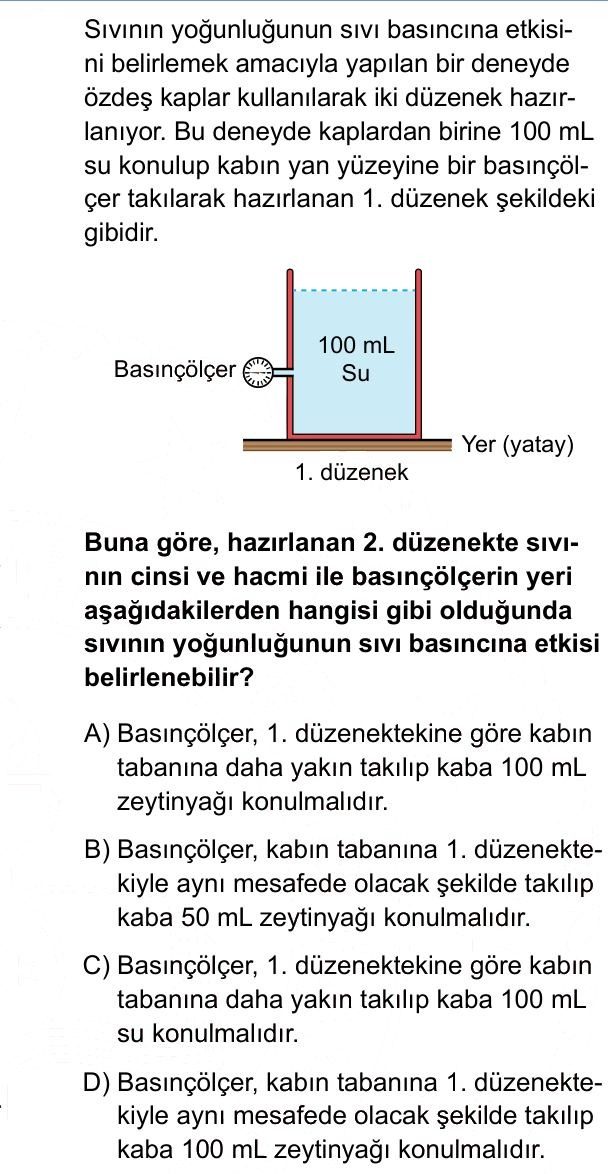 Sıvının yoğunluğunun sıvı basıncına etkisi-
ni belirlemek amacıyla yapılan bir deneyde
özdeş kaplar kullanılarak iki düzenek hazır-
lanıyor. Bu deneyde kaplardan birine 100 mL
su konulup kabın yan yüzeyine bir basınçöl-
çer takılarak hazırlanan 1. düzenek şekildeki
gibidir.
100 mL
Su
Basınçölçer
Yer (yatay)
1. düzenek
Buna göre, hazırlanan 2. düzenekte sıvı-
nın cinsi ve hacmi ile basınçölçerin yeri
aşağıdakilerden hangisi gibi olduğunda
sıvının yoğunluğunun sıvı basıncına etkisi
belirlenebilir?
A) Basınçölçer, 1. düzenektekine göre kabın
tabanına daha yakın takılıp kaba 100 mL
zeytinyağı konulmalıdır.
B) Basınçölçer, kabın tabanına 1. düzenekte-
kiyle aynı mesafede olacak şekilde takılıp
kaba 50 mL zeytinyağı konulmalıdır.
C) Basınçölçer, 1. düzenektekine göre kabın
tabanına daha yakın takılıp kaba 100 mL
su konulmalıdır.
D) Basınçölçer, kabın tabanına 1. düzenekte-
kiyle aynı mesafede olacak şekilde takılıp
kaba 100 mL zeytinyağı konulmalıdır.